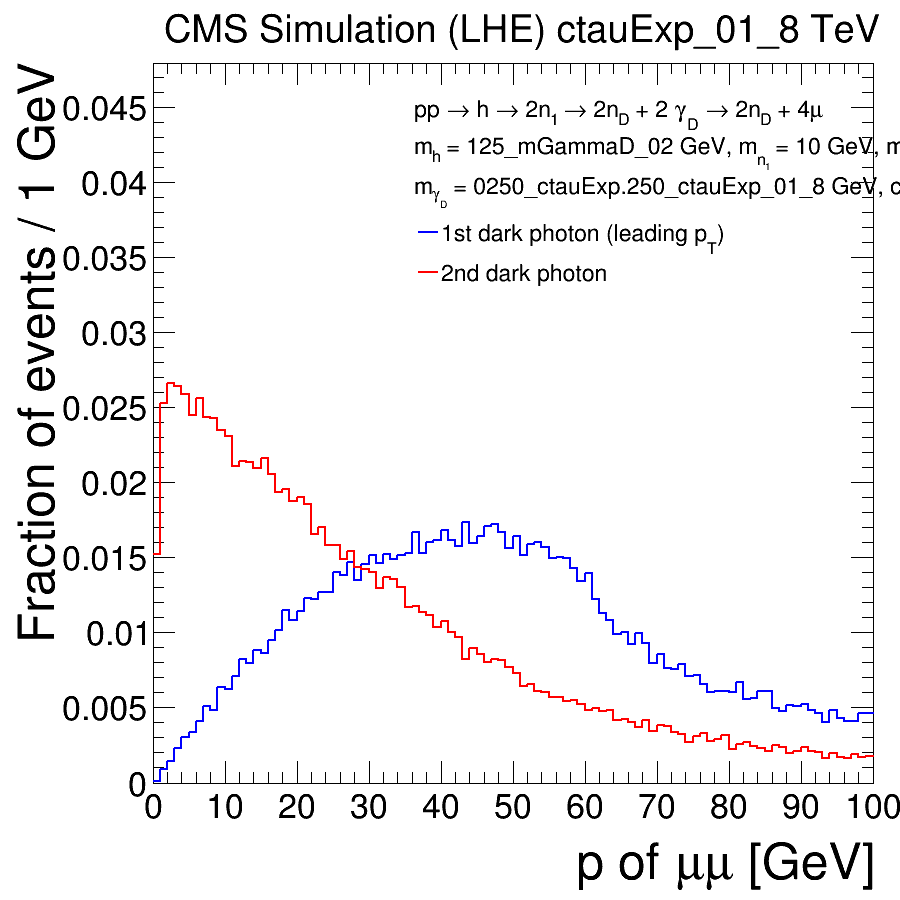 CMS Simulation (LHE) ctauExp_01_8 TeV
pp → h → 2n1 → 2nD + 2 γD → 2nD + 4μ
mh = 125_mGammaD_02 GeV, mn1 = 10 GeV, m
mγD = 0250_ctauExp.250_ctauExp_01_8 GeV, c
1st dark photon (leading pT)
2nd dark photon
Fraction of events / 1 GeV
0.045
0.04
0.035
0.03
0.025
0.02
0.015
0.01
0.005
0
0 10 20 30 40 50 60 70 80 90 100
p of μμ [GeV]